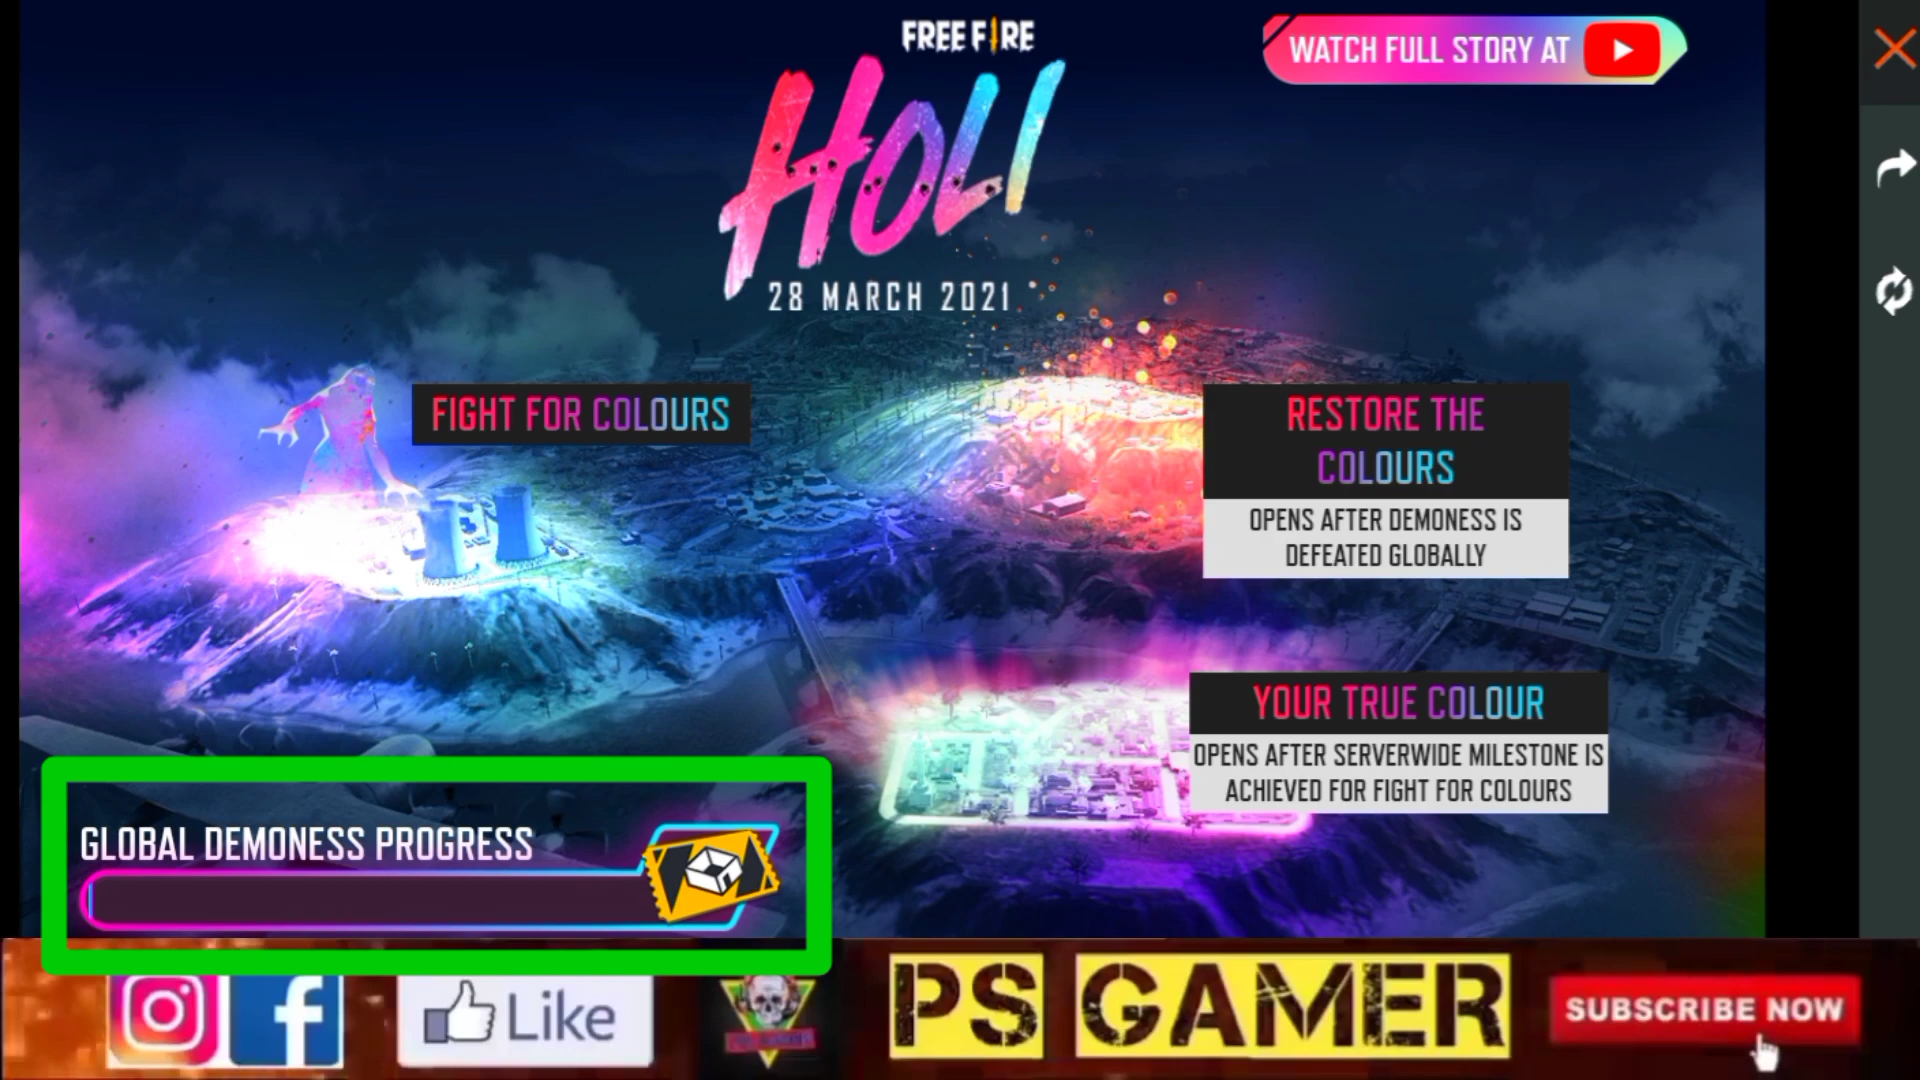 FREE FIRE
HOLI
28 MARCH 2021
WATCH FULL STORY AT
FIGHT FOR COLOURS
RESTORE THE
COLOURS
OPENS AFTER DEMONESS IS
DEFEATED GLOBALLY
YOUR TRUE COLOUR
OPENS AFTER SERVERWIDE MILESTONE IS
ACHIEVED FOR FIGHT FOR COLOURS
GLOBAL DEMONESS PROGRESS
Like
PS GAMER
SUBSCRIBE NOW